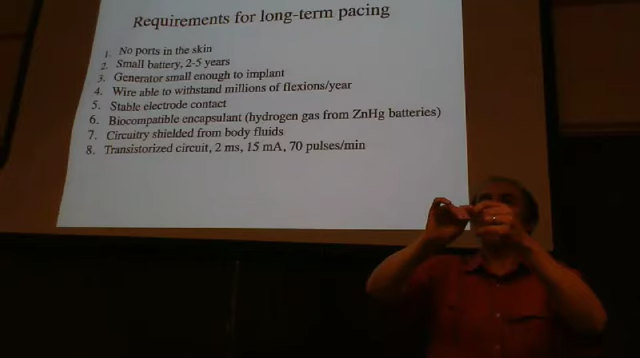 Requirements for long-term pacing
1. No ports in the skin
2. Small battery, 2-5 years
3. Generator small enough to implant
4. Wire able to withstand millions of flexions/year
5. Stable electrode contact
6. Biocompatible encapsulant (hydrogen gas from ZnHg batteries)
7. Circuitry shielded from body fluids
8. Transistorized circuit, 2 ms, 15 mA, 70 pulses/min